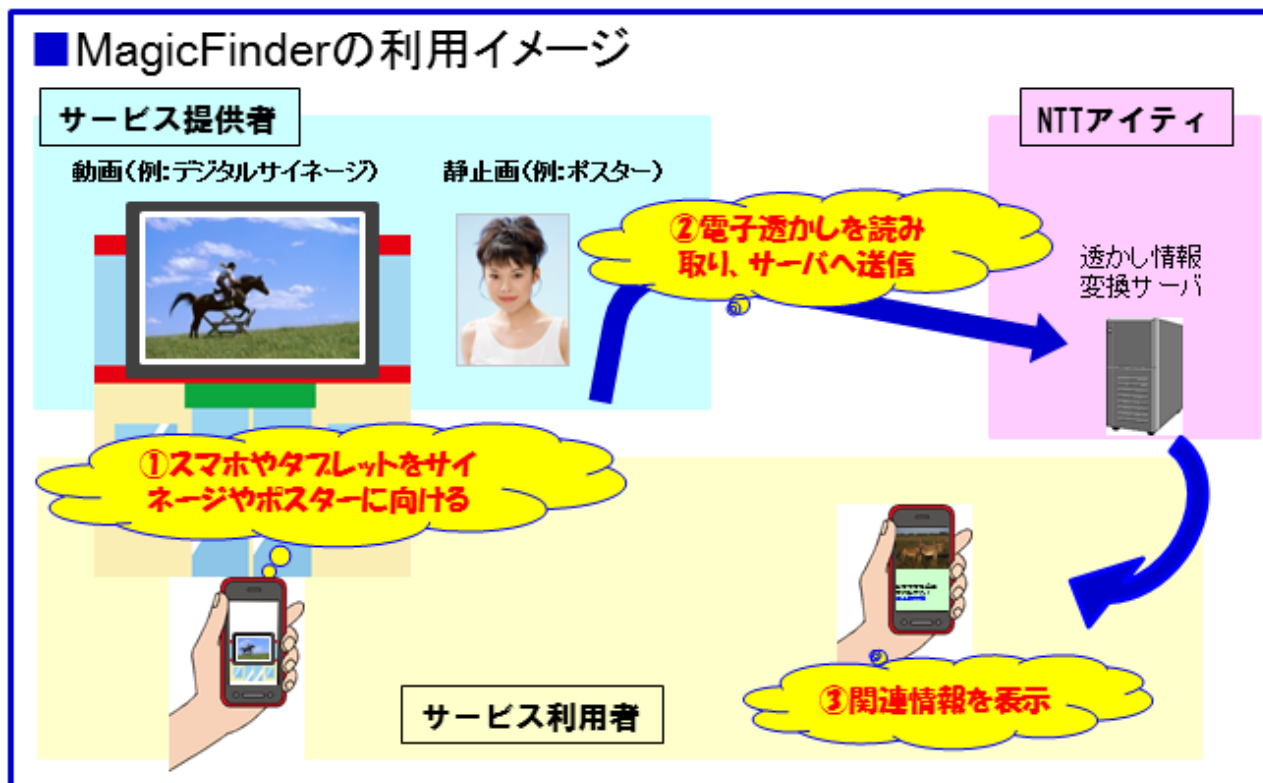 ■MagicFinderの利用イメージ
サービス提供者
NTTアイティ
動画(例:デジタルサイネージ)
静止画(例:ポスター)
②電子透かしを読み
取り、サーバへ送信
透かし情報
変換サーバ
①スマホやタブレットをサイ
ネージやポスターに向ける
③関連情報を表示
サービス利用者